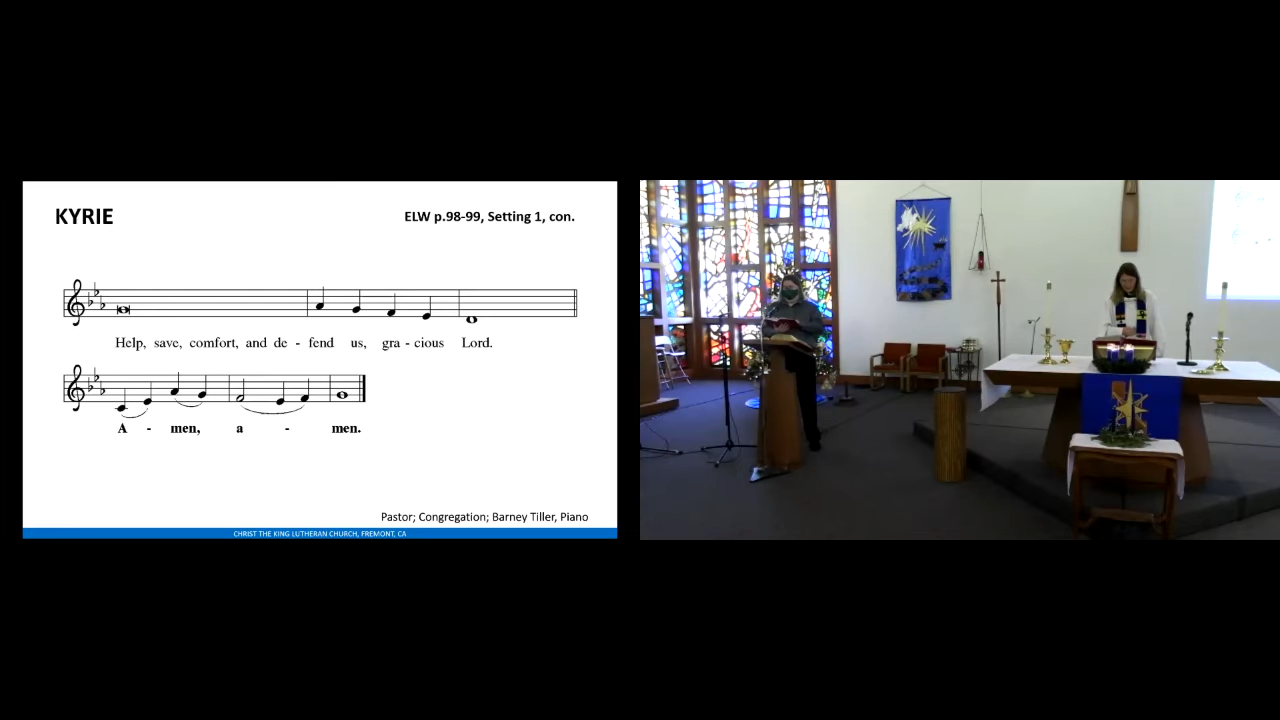 KYRIE
ELW p.98-99, Setting 1, con.
Help, save, comfort, and de - fend us, gra - cious Lord.
A - men, a - men.
Pastor; Congregation; Barney Tiller, Piano
CHRIST THE KING LUTHERAN CHURCH, FREMONT, CA